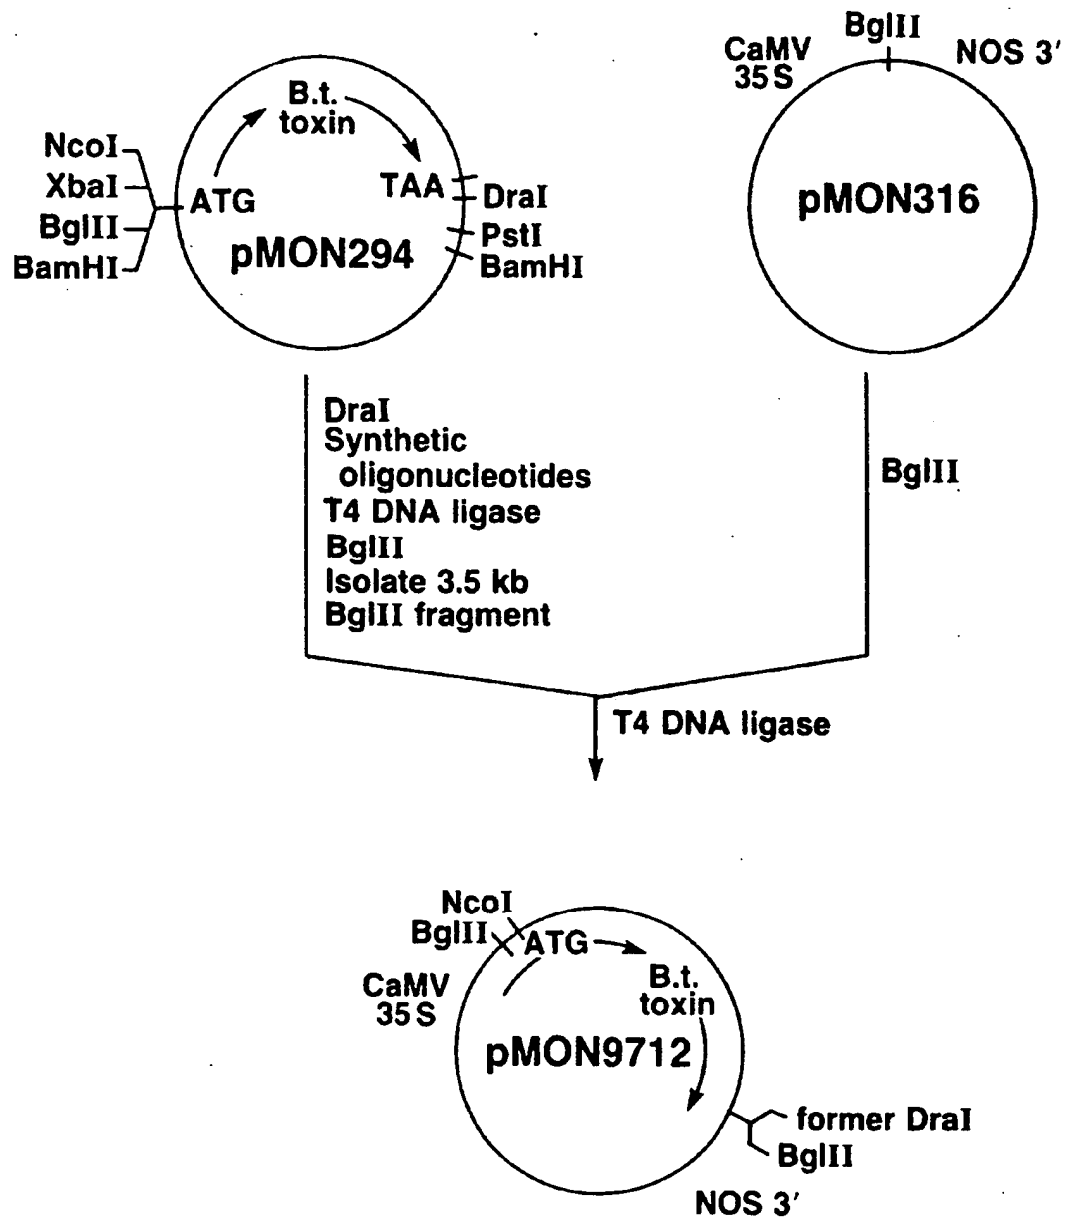 B.t.
toxin
NcoI
XbaI
BglII
BamHI
ATG
TAA
DraI
PstI
BamHI
pMON294
BglII
CaMV
35S
NOS 3′
pMON316
DraI
Synthetic
oligonucleotides
T4 DNA ligase
BglII
Isolate 3.5 kb
BglII fragment
BglII
T4 DNA ligase
NcoI
BglII
ATG
B.t.
toxin
CaMV
35S
pMON9712
former DraI
BglII
NOS 3′